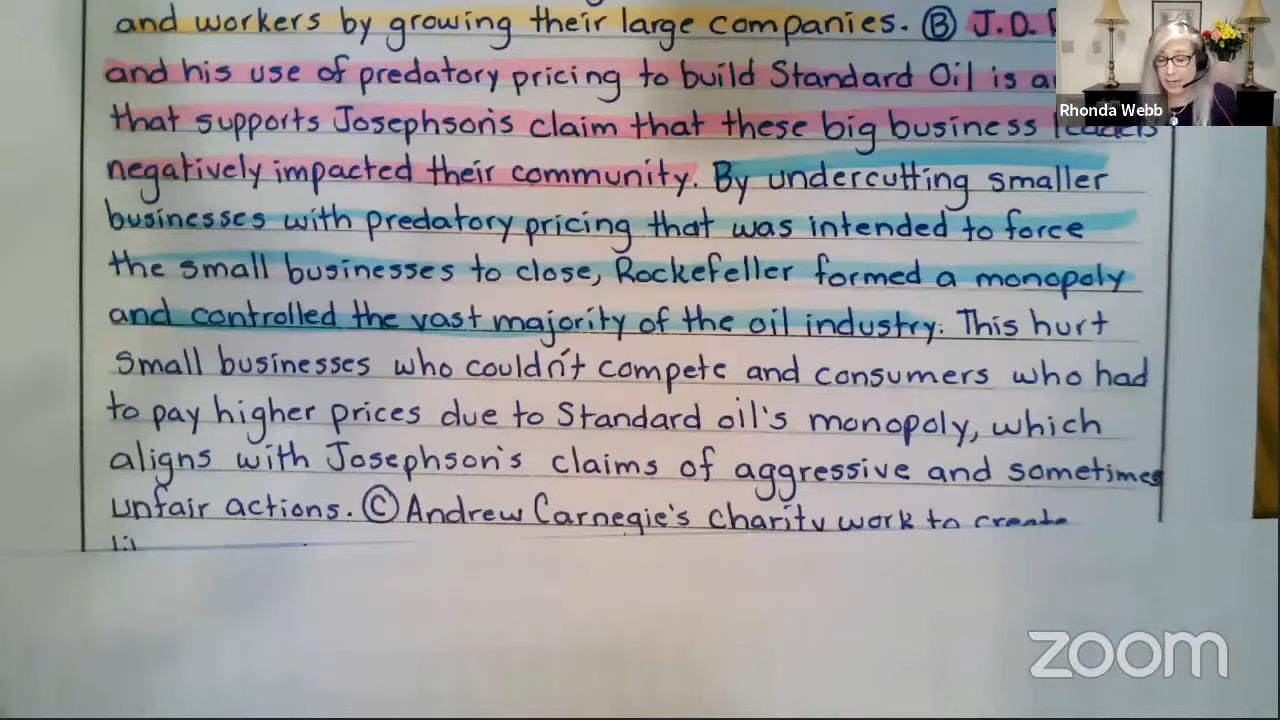 and workers by growing their large companies. Ⓑ J.D.
and his use of predatory pricing to build Standard Oil is
that supports Josephson's claim that these big business leaders
negatively impacted their community. By undercutting smaller
businesses with predatory pricing that was intended to force
the small businesses to close, Rockefeller formed a monopoly
and controlled the vast majority of the oil industry. This hurt
small businesses who couldn't compete and consumers who had
to pay higher prices due to Standard oil's monopoly, which
aligns with Josephson's claims of aggressive and sometimes
unfair actions. Ⓒ Andrew Carnegie's charity work to create
Rhonda Webb
zoom